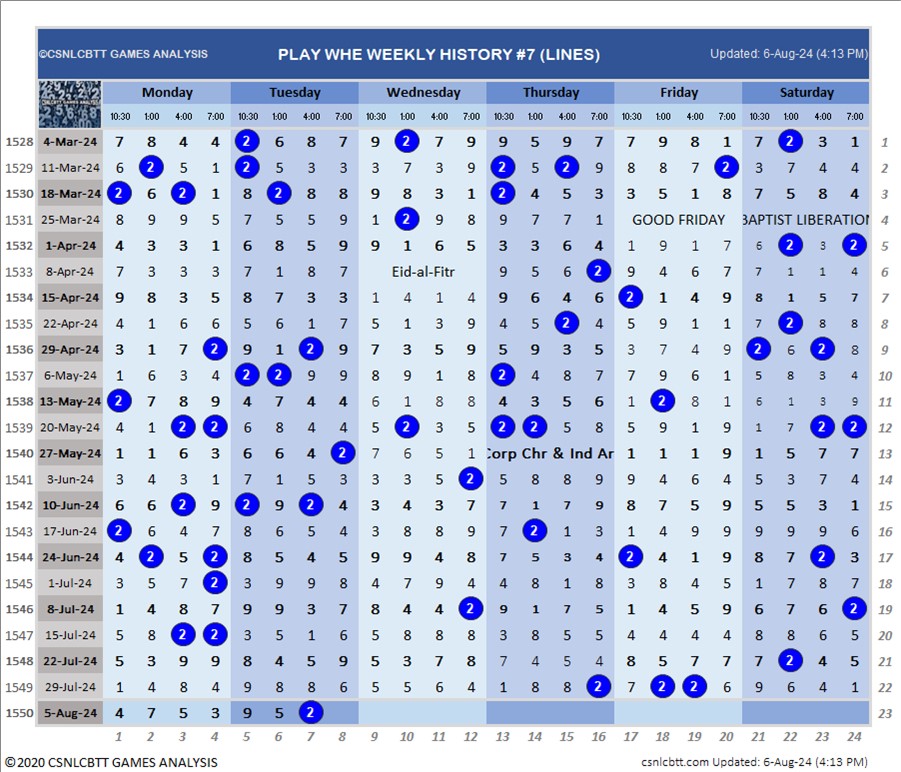 ©CSNLCBTT GAMES ANALYSIS PLAY WHE WEEKLY HISTORY #7 (LINES) Updated: 6-Aug-24 (4:13 PM)
Monday Tuesday Wednesday Thursday Friday Saturday
10:30 1:00 4:00 7:00 10:30 1:00 4:00 7:00 10:30 1:00 4:00 7:00 10:30 1:00 4:00 7:00 10:30 1:00 4:00 7:00 10:30 1:00 4:00 7:00
1528 4-Mar-24 7 8 4 4 2 6 8 7 9 2 7 9 9 5 9 7 7 9 8 1 7 2 3 1 1
1529 11-Mar-24 6 2 5 1 2 5 3 3 3 7 3 9 2 5 2 9 8 8 7 2 3 7 4 4 2
1530 18-Mar-24 2 6 2 1 8 2 8 8 9 8 3 1 2 4 5 3 3 5 1 8 7 5 8 4 3
1531 25-Mar-24 8 9 9 5 7 5 5 9 1 2 9 8 9 7 7 1 GOOD FRIDAY BAPTIST LIBERATION 4
1532 1-Apr-24 4 3 3 1 6 8 5 9 9 1 6 5 3 3 6 4 1 9 1 7 6 2 3 2 5
1533 8-Apr-24 7 3 3 3 7 1 8 7 Eid-al-Fitr 9 5 6 2 9 4 6 7 7 1 1 4 6
1534 15-Apr-24 9 8 3 5 8 7 3 3 1 4 1 4 9 6 4 6 2 1 4 9 8 1 5 7 7
1535 22-Apr-24 4 1 6 6 5 6 1 7 5 1 3 9 4 5 2 4 5 9 1 1 7 2 8 8 8
1536 29-Apr-24 3 1 7 2 9 1 2 9 7 3 5 9 5 9 3 5 3 7 4 9 2 6 2 8 9
1537 6-May-24 1 6 3 4 2 2 9 9 8 9 1 8 2 4 8 7 7 9 6 1 5 8 3 4 10
1538 13-May-24 2 7 8 9 4 7 4 4 6 1 8 8 4 3 5 6 1 2 8 1 6 1 3 9 11
1539 20-May-24 4 1 2 2 6 8 4 4 5 2 3 5 2 2 5 8 5 9 1 9 1 7 2 2 12
1540 27-May-24 1 1 6 3 6 6 4 2 7 6 5 1 Corp Chr & Ind Ar 1 1 1 9 1 5 7 7 13
1541 3-Jun-24 3 4 3 1 7 1 5 3 3 3 3 2 5 8 8 9 9 4 6 4 5 3 7 4 14
1542 10-Jun-24 6 6 2 9 2 9 2 4 9 4 3 7 7 1 7 9 8 7 5 9 5 5 3 1 15
1543 17-Jun-24 2 6 4 7 8 6 5 4 3 8 8 9 7 2 1 3 1 4 9 9 9 9 9 6 16
1544 24-Jun-24 4 2 5 2 8 5 4 5 9 9 4 8 7 5 3 4 2 4 1 9 8 7 2 3 17
1545 1-Jul-24 3 5 7 2 3 9 9 8 4 7 9 4 4 8 1 8 3 8 4 5 1 7 8 7 18
1546 8-Jul-24 1 4 8 7 9 9 3 7 8 4 4 2 9 1 7 5 1 4 5 9 6 7 6 2 19
1547 15-Jul-24 5 8 2 2 3 5 1 6 5 8 8 8 3 8 5 5 4 4 4 4 8 8 6 5 20
1548 22-Jul-24 5 3 9 9 8 4 5 9 5 3 7 8 7 4 5 4 8 5 7 7 7 2 4 5 21
1549 29-Jul-24 1 4 8 4 9 8 8 6 5 5 6 4 1 8 8 2 7 2 2 6 9 6 4 1 22
1550 5-Aug-24 4 7 5 3 9 5 2 23
1 2 3 4 5 6 7 8 9 10 11 12 13 14 15 16 17 18 19 20 21 22 23 24
©2020 CSNLCBTT GAMES ANALYSIS csnlcbtt.com Updated: 6-Aug-24 (4:13 PM)